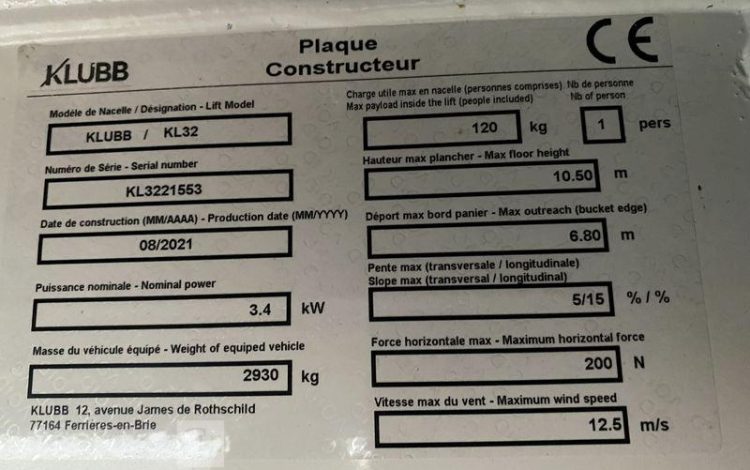 KLUBB
Plaque
Constructeur
CE
Modèle de Nacelle / Désignation - Lift Model
KLUBB / KL32
Numéro de Série - Serial number
KL3221553
Date de construction (MM/AAAA) - Production date (MM/YYYY)
08/2021
Puissance nominale - Nominal power
3.4 kW
Masse du véhicule équipé - Weight of equiped vehicle
2930 kg
KLUBB 12, avenue James de Rothschild
77164 Ferrières-en-Brie
Charge utile max en nacelle (personnes comprises)
Max payload inside the lift (people included)
120 kg
Nb de personne
Nb of person
1 pers
Hauteur max plancher - Max floor height
10.50 m
Déport max bord panier - Max outreach (bucket edge)
6.80 m
Pente max (transversale / longitudinale)
Slope max (transversal / longitudinal)
5/15 % / %
Force horizontale max - Maximum horizontal force
200 N
Vitesse max du vent - Maximum wind speed
12.5 m/s